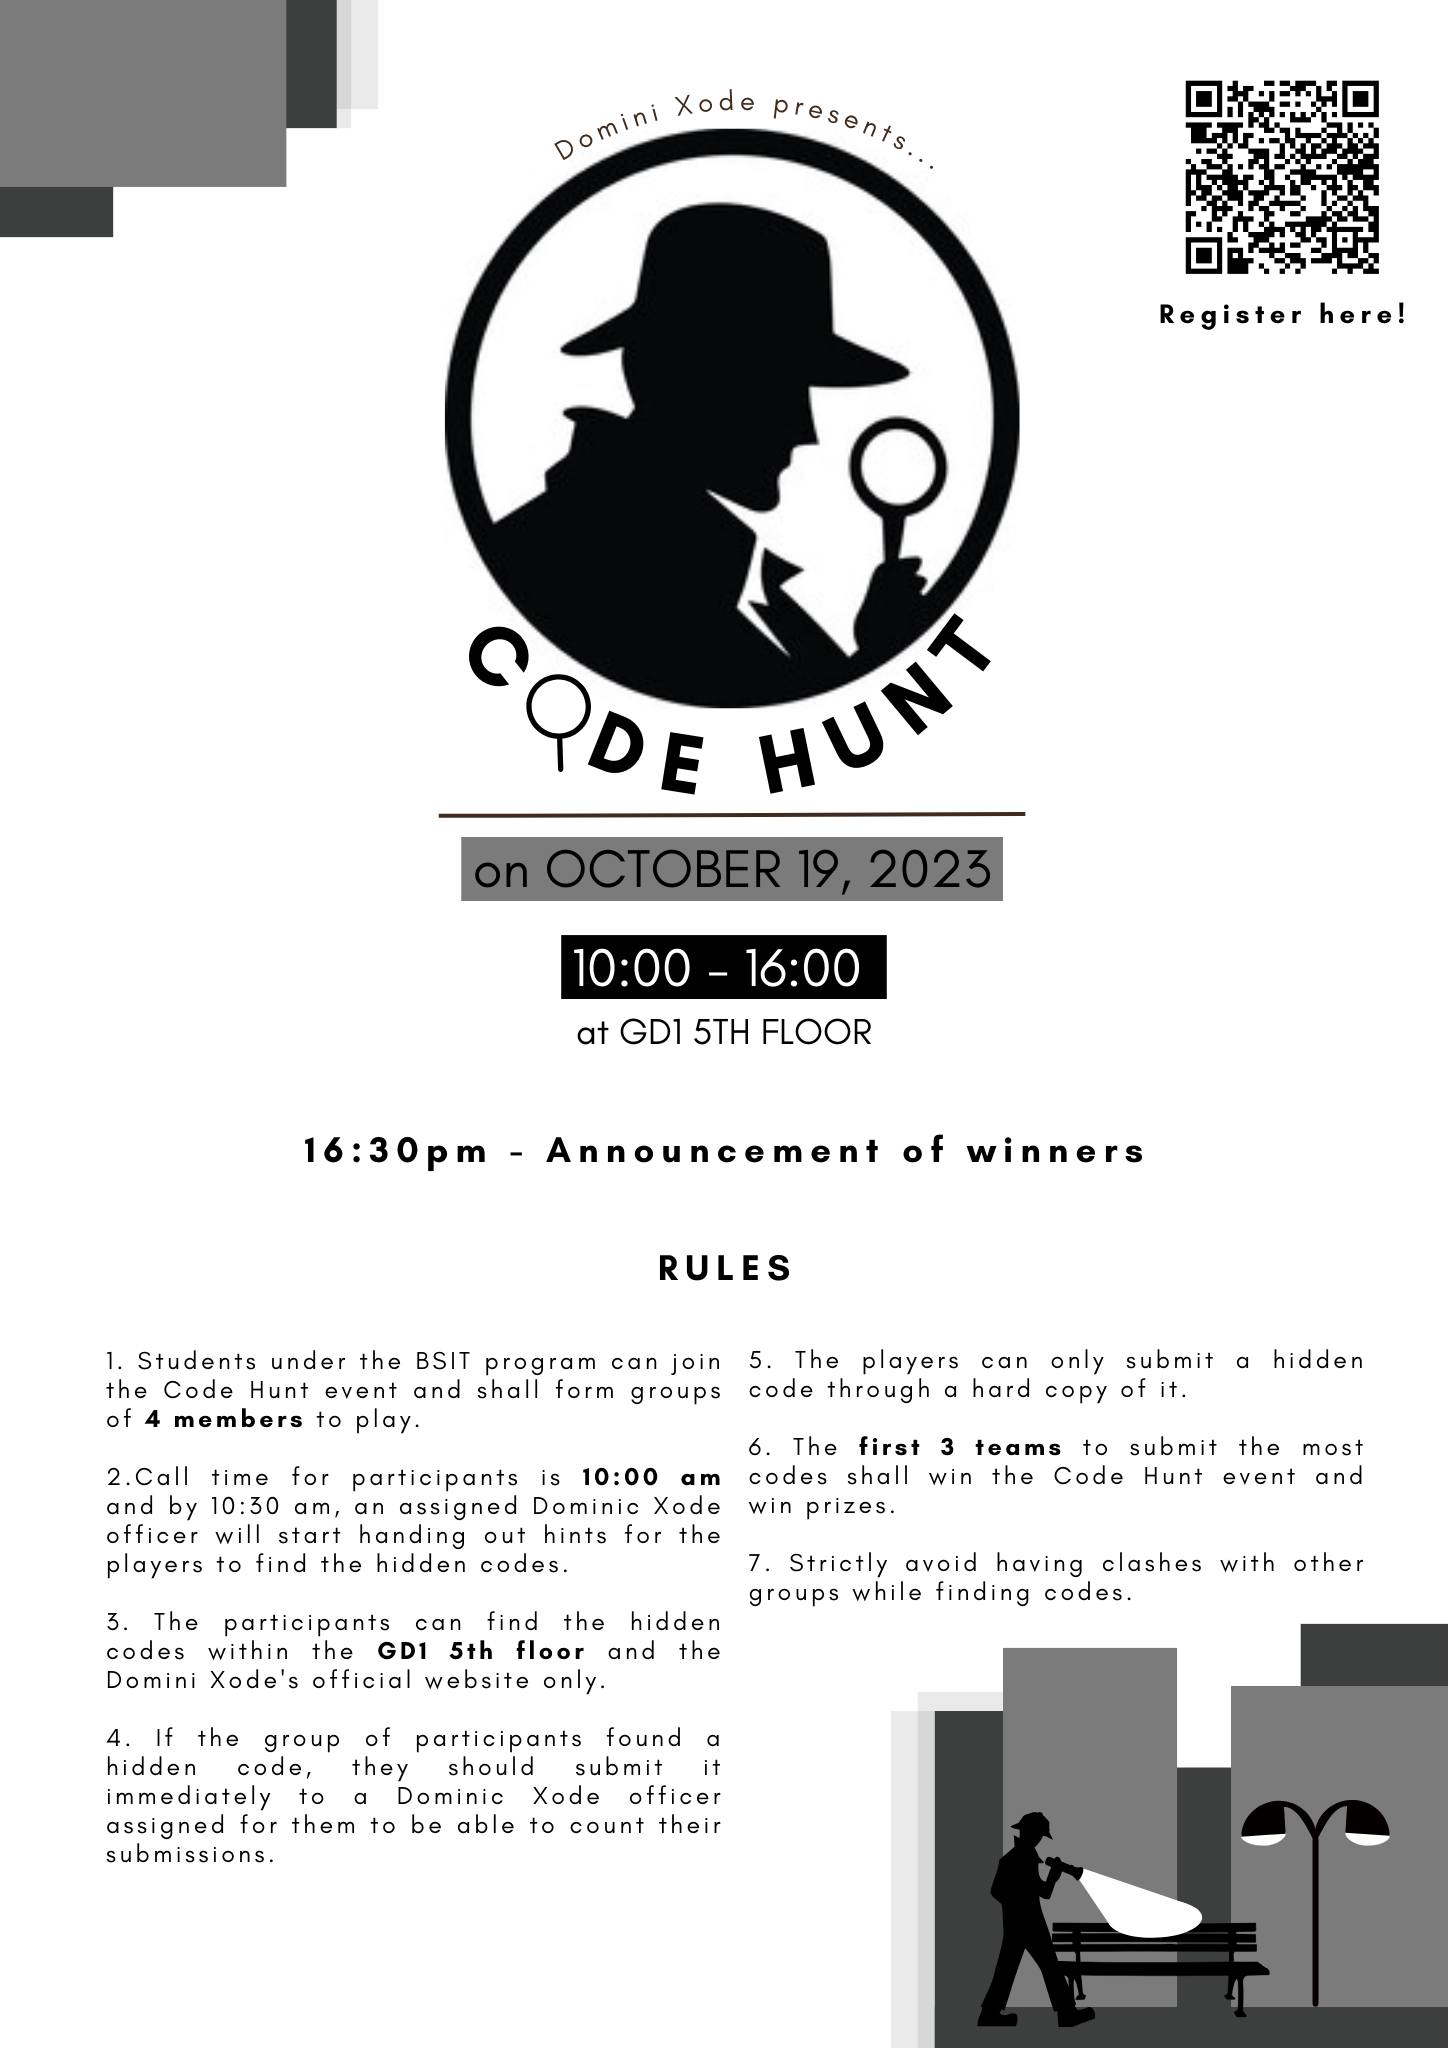 Domini Xode presents...
Register here!
CODE HUNT
on OCTOBER 19, 2023
10:00 – 16:00
at GD1 5TH FLOOR
16:30pm - Announcement of winners
RULES
1. Students under the BSIT program can join
the Code Hunt event and shall form groups
of 4 members to play.
2.Call time for participants is 10:00 am
and by 10:30 am, an assigned Dominic Xode
officer will start handing out hints for the
players to find the hidden codes.
3. The participants can find the hidden
codes within the GD1 5th floor and the
Domini Xode's official website only.
4. If the group of participants found a
hidden code, they should submit it
immediately to a Dominic Xode officer
assigned for them to be able to count their
submissions.
5. The players can only submit a hidden
code through a hard copy of it.
6. The first 3 teams to submit the most
codes shall win the Code Hunt event and
win prizes.
7. Strictly avoid having clashes with other
groups while finding codes.